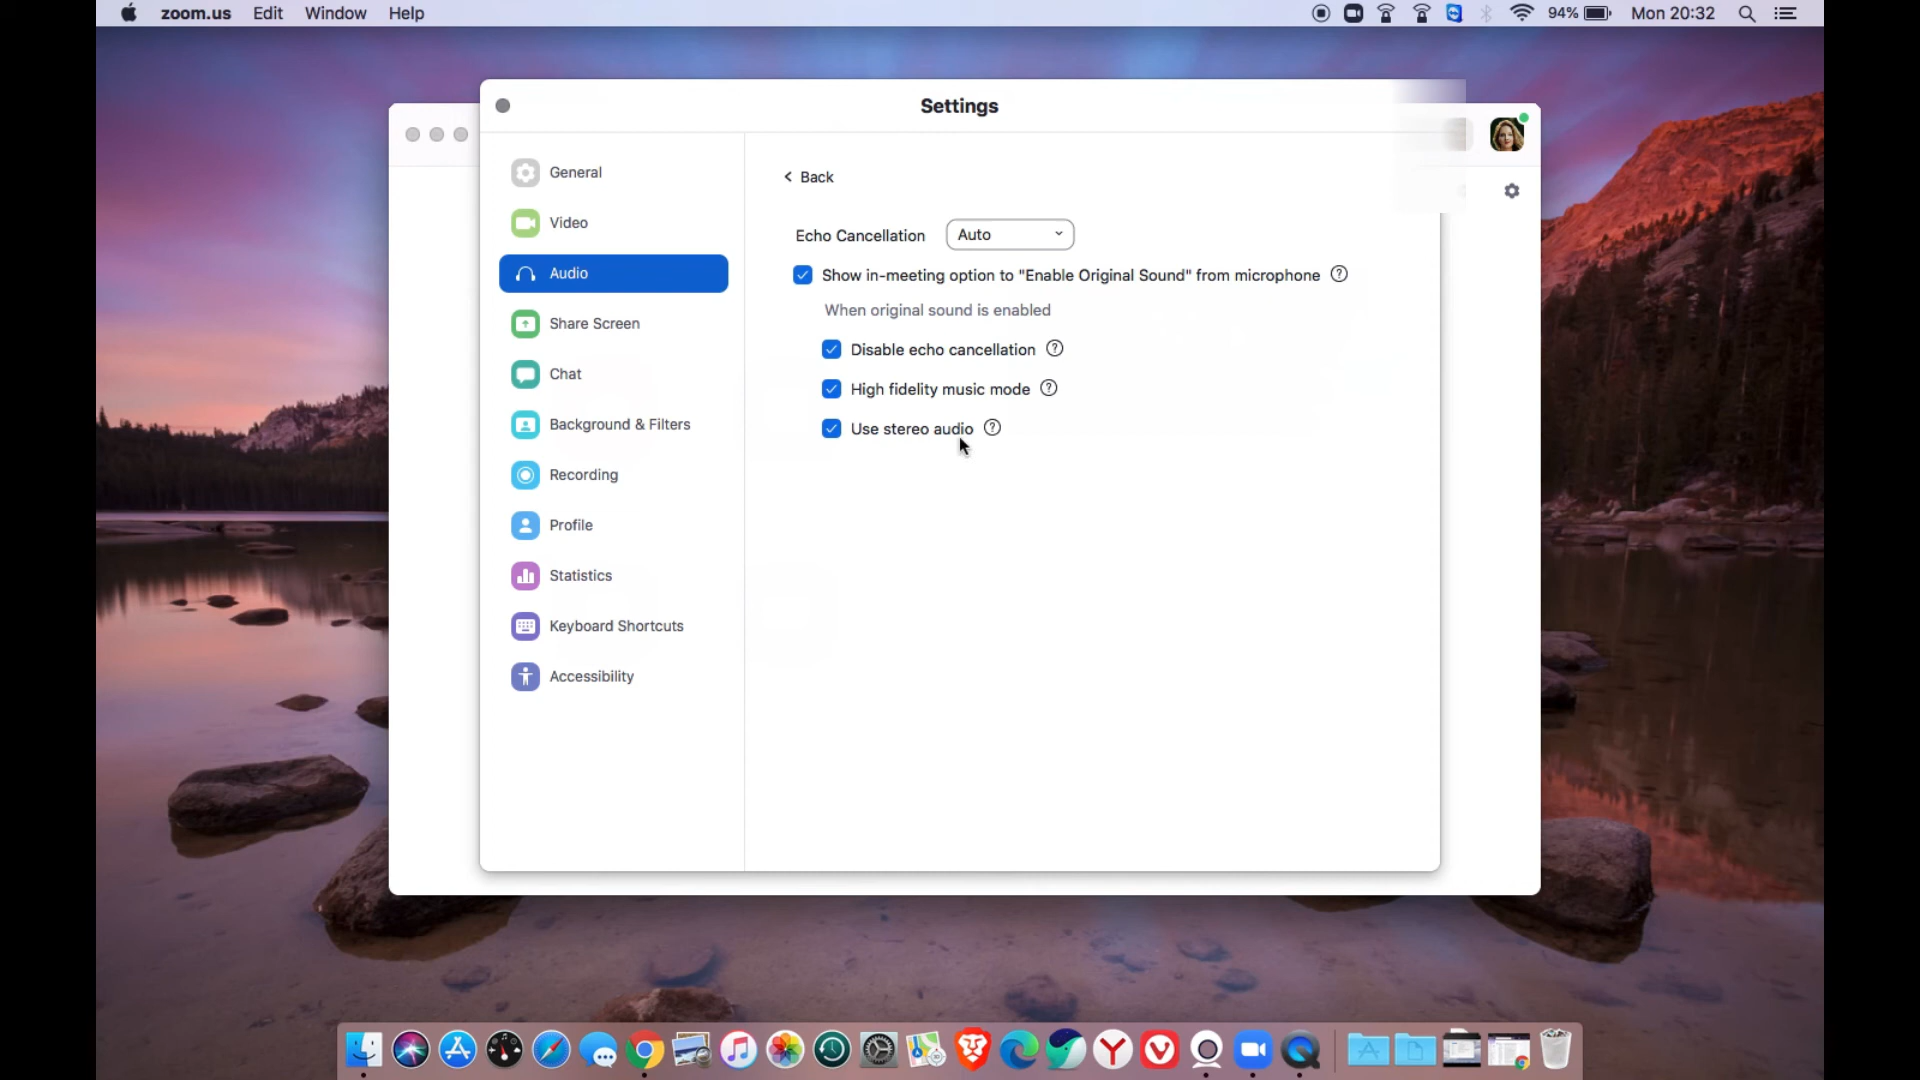 zoom.us Edit Window Help 94% Mon 20:32
Settings
General
Video
Audio
Share Screen
Chat
Background & Filters
Recording
Profile
Statistics
Keyboard Shortcuts
Accessibility
Back
Echo Cancellation Auto
Show in-meeting option to "Enable Original Sound" from microphone
When original sound is enabled
Disable echo cancellation
High fidelity music mode
Use stereo audio